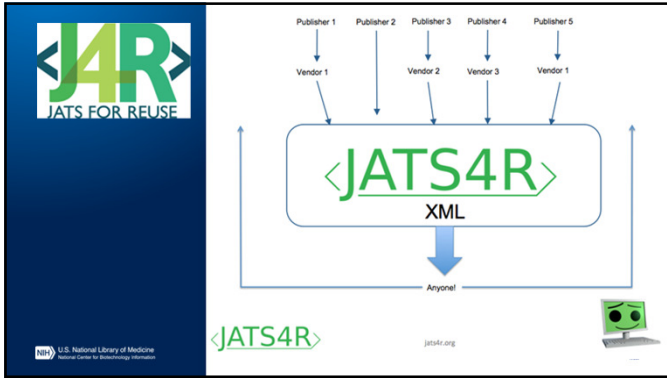 <J4R>
JATS FOR REUSE
Publisher 1 Publisher 2 Publisher 3 Publisher 4 Publisher 5
Vendor 1 Vendor 2 Vendor 3 Vendor 1
<JATS4R>
XML
Anyone!
<JATS4R>
jats4r.org
NIH U.S. National Library of Medicine
National Center for Biotechnology Information